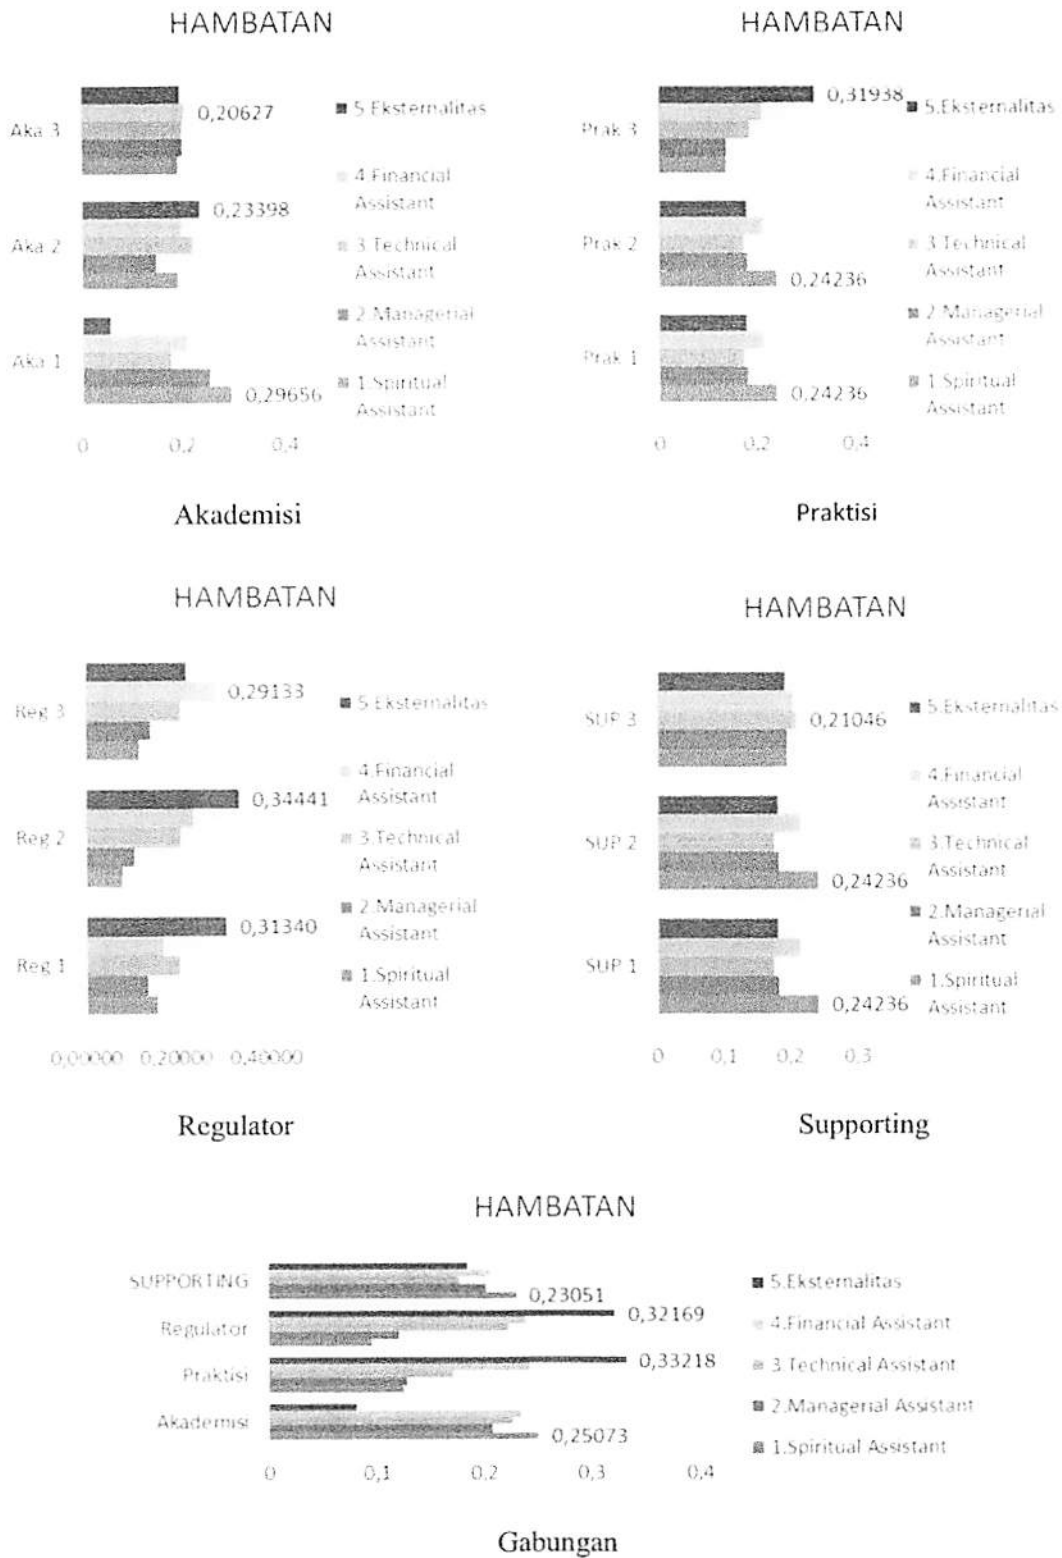 HAMBATAN
Aka 3
Aka 2
Aka 1
0,20627
0,23398
0,29656
0
0,2
0,4
5.Eksternalitas
4.Financial
Assistant
3.Technical
Assistant
2.Managerial
Assistant
1.Spiritual
Assistant
Akademisi
HAMBATAN
Prak 3
Prak 2
Prak 1
0,31938
0,24236
0,24236
0
0,2
0,4
5.Eksternalitas
4.Financial
Assistant
3.Technical
Assistant
2.Managerial
Assistant
1.Spiritual
Assistant
Praktisi
HAMBATAN
Reg 3
Reg 2
Reg 1
0,29133
0,34441
0,31340
0,00000
0,20000
0,40000
5.Eksternalitas
4.Financial
Assistant
3.Technical
Assistant
2.Managerial
Assistant
1.Spiritual
Assistant
Regulator
HAMBATAN
SUP 3
SUP 2
SUP 1
0,21046
0,24236
0,24236
0
0,1
0,2
0,3
5.Eksternalitas
4.Financial
Assistant
3.Technical
Assistant
2.Managerial
Assistant
1.Spiritual
Assistant
Supporting
HAMBATAN
SUPPORTING
Regulator
Praktisi
Akademisi
0,23051
0,32169
0,33218
0,25073
0
0,1
0,2
0,3
0,4
5.Eksternalitas
4.Financial Assistant
3.Technical Assistant
2.Managerial Assistant
1.Spiritual Assistant
Gabungan